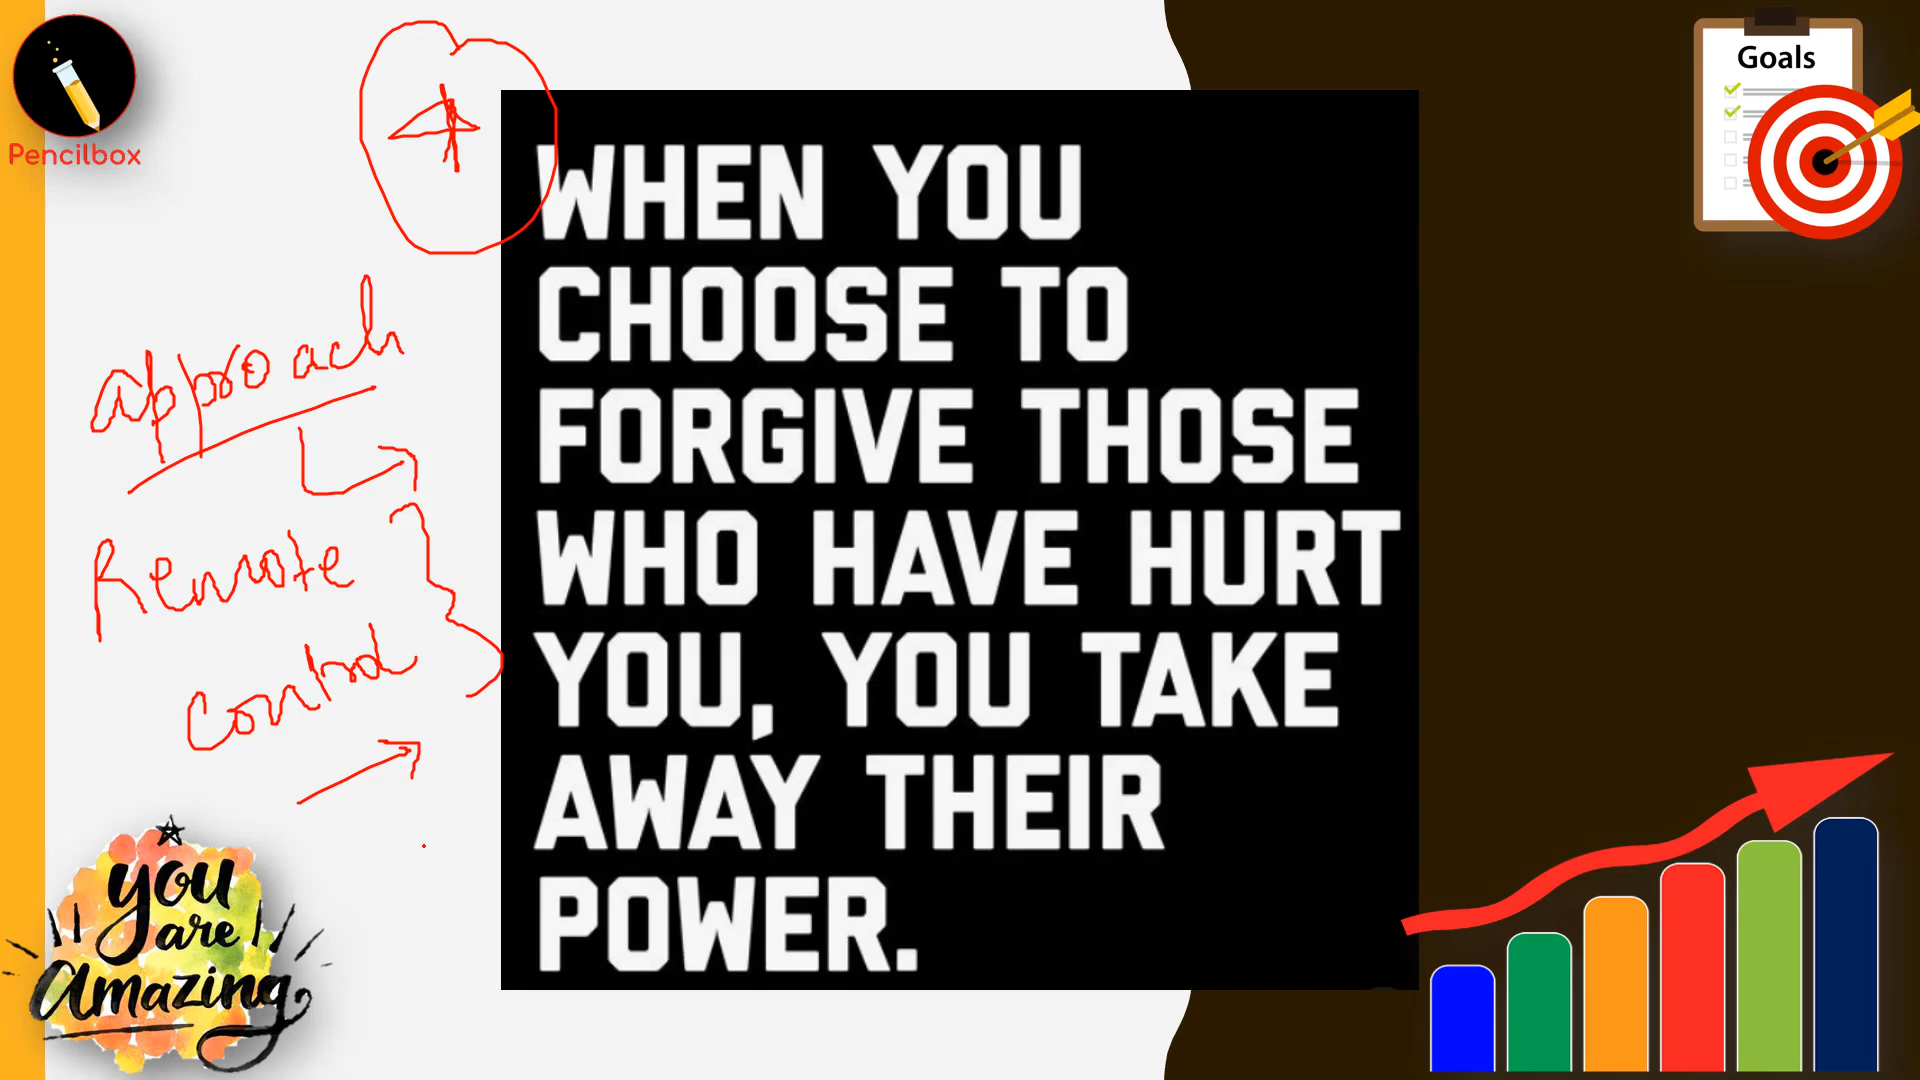 Pencilbox
Goals
WHEN YOU
CHOOSE TO
FORGIVE THOSE
WHO HAVE HURT
YOU, YOU TAKE
AWAY THEIR
POWER.
approach
Remote
control
you
are
amazing